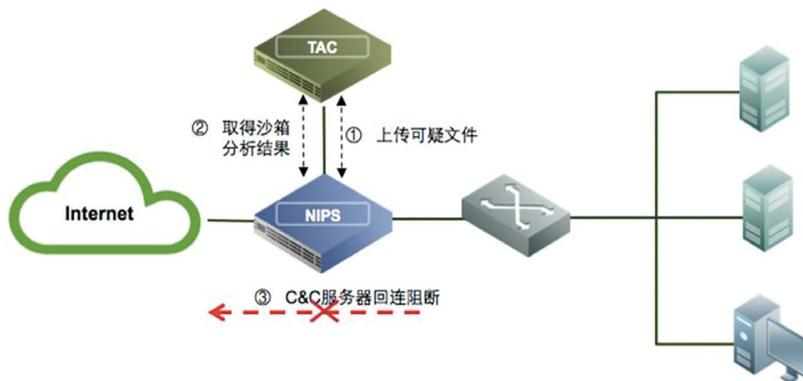 TAC
② 取得沙箱
分析结果
① 上传可疑文件
Internet
NIPS
③ C&C服务器回连阻断